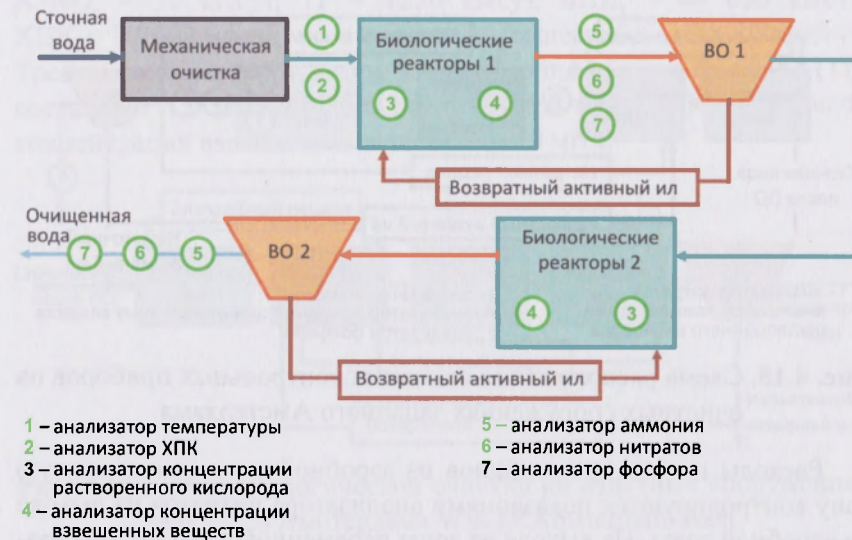 Сточная
вода
Механическая
очистка
1
2
Биологические
реакторы 1
3
4
5
6
7
ВО 1
Возвратный активный ил
Очищенная
вода
7
6
5
ВО 2
Биологические
реакторы 2
4
3
Возвратный активный ил
1 – анализатор температуры
2 – анализатор ХПК
3 – анализатор концентрации
растворенного кислорода
4 – анализатор концентрации
взвешенных веществ
5 – анализатор аммония
6 – анализатор нитратов
7 – анализатор фосфора